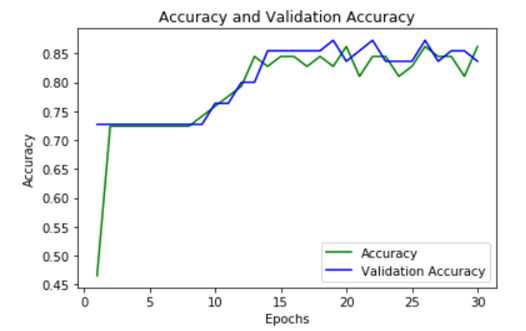 Accuracy and Validation Accuracy
0.85
0.80
0.75
0.70
0.65
0.60
0.55
0.50
0.45
Accuracy
0 5 10 15 20 25 30
Epochs
Accuracy
Validation Accuracy